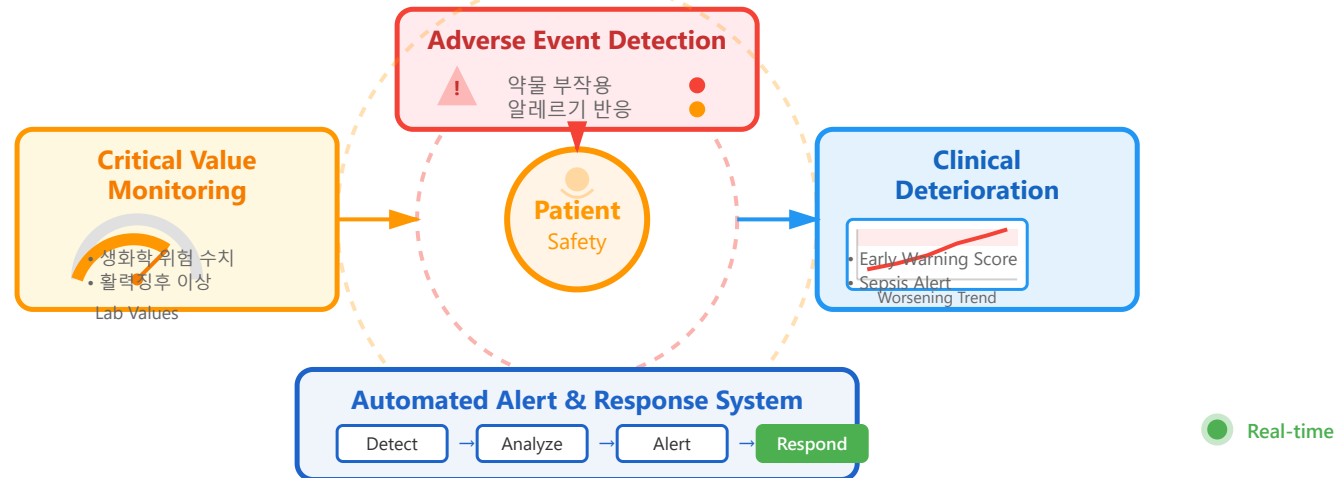 Adverse Event Detection
!
약물 부작용
알레르기 반응
Critical Value
Monitoring
• 생화학 위험 수치
• 활력징후 이상
Lab Values
Patient
Safety
Clinical
Deterioration
• Early Warning Score
• Sepsis Alert
Worsening Trend
Automated Alert & Response System
Detect → Analyze → Alert → Respond
Real-time